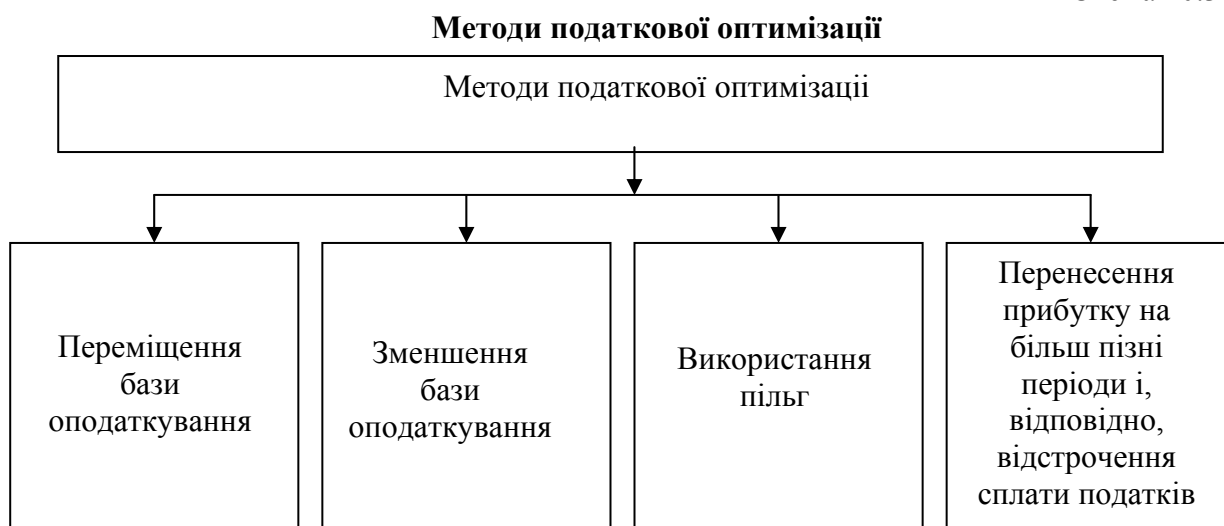 Методи податкової оптимізації
Методи податкової оптимізаціі
Переміщення
бази
оподаткування
Зменшення
бази
оподаткування
Використання
пільг
Перенесення
прибутку на
більш пізні
періоди і,
відповідно,
відстрочення
сплати податків